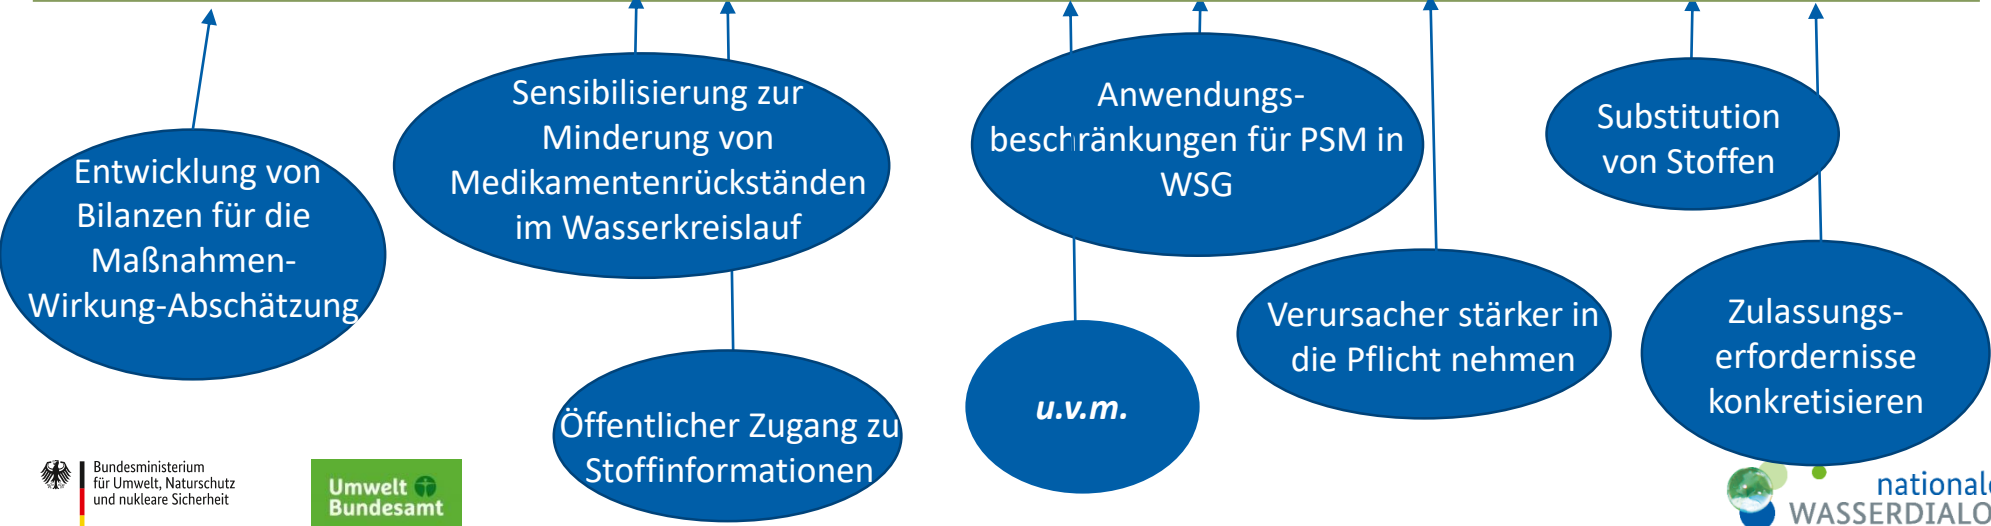 Entwicklung von
Bilanzen für die
Maßnahmen-
Wirkung-Abschätzung
Sensibilisierung zur
Minderung von
Medikamentenrückständen
im Wasserkreislauf
Öffentlicher Zugang zu
Stoffinformationen
Anwendungs-
beschränkungen für PSM in
WSG
u.v.m.
Verursacher stärker in
die Pflicht nehmen
Substitution
von Stoffen
Zulassungs-
erfordernisse
konkretisieren
Bundesministerium
für Umwelt, Naturschutz
und nukleare Sicherheit
Umwelt
Bundesamt
nationale
WASSERDIALO